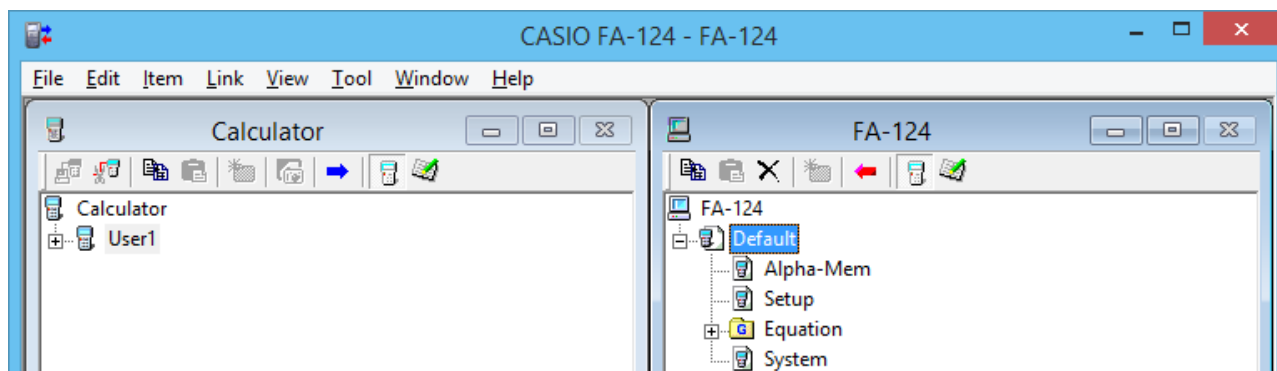 CASIO FA-124 - FA-124
File Edit Item Link View Tool Window Help
Calculator
Calculator
User1
FA-124
FA-124
Default
Alpha-Mem
Setup
G Equation
System